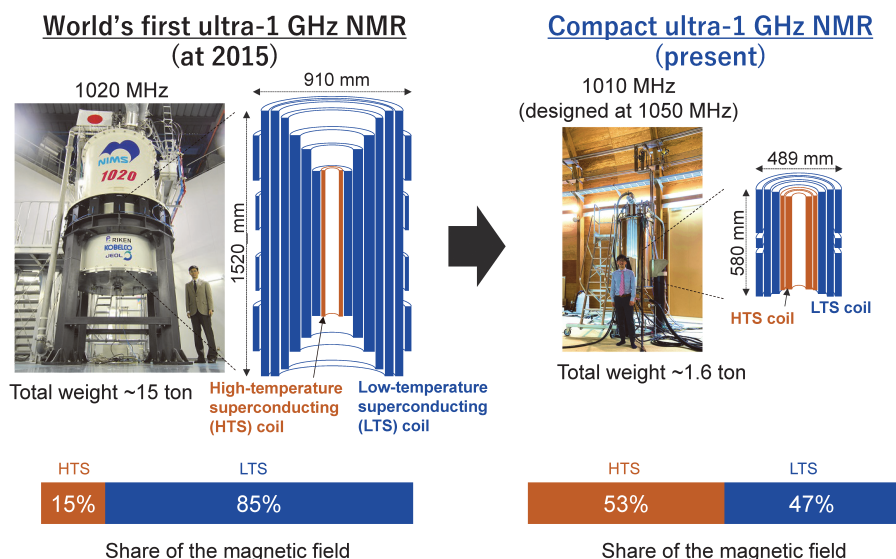 World’s first ultra-1 GHz NMR
(at 2015)
1020 MHz
910 mm
1520 mm
NIMS
1020
RIKEN
KOBELCO
JEOL
Total weight ~15 ton
High-temperature
superconducting
(HTS) coil
Low-temperature
superconducting
(LTS) coil
HTS
LTS
15%
85%
Share of the magnetic field
Compact ultra-1 GHz NMR
(present)
1010 MHz
(designed at 1050 MHz)
489 mm
580 mm
HTS coil
LTS coil
Total weight ~1.6 ton
HTS
LTS
53%
47%
Share of the magnetic field